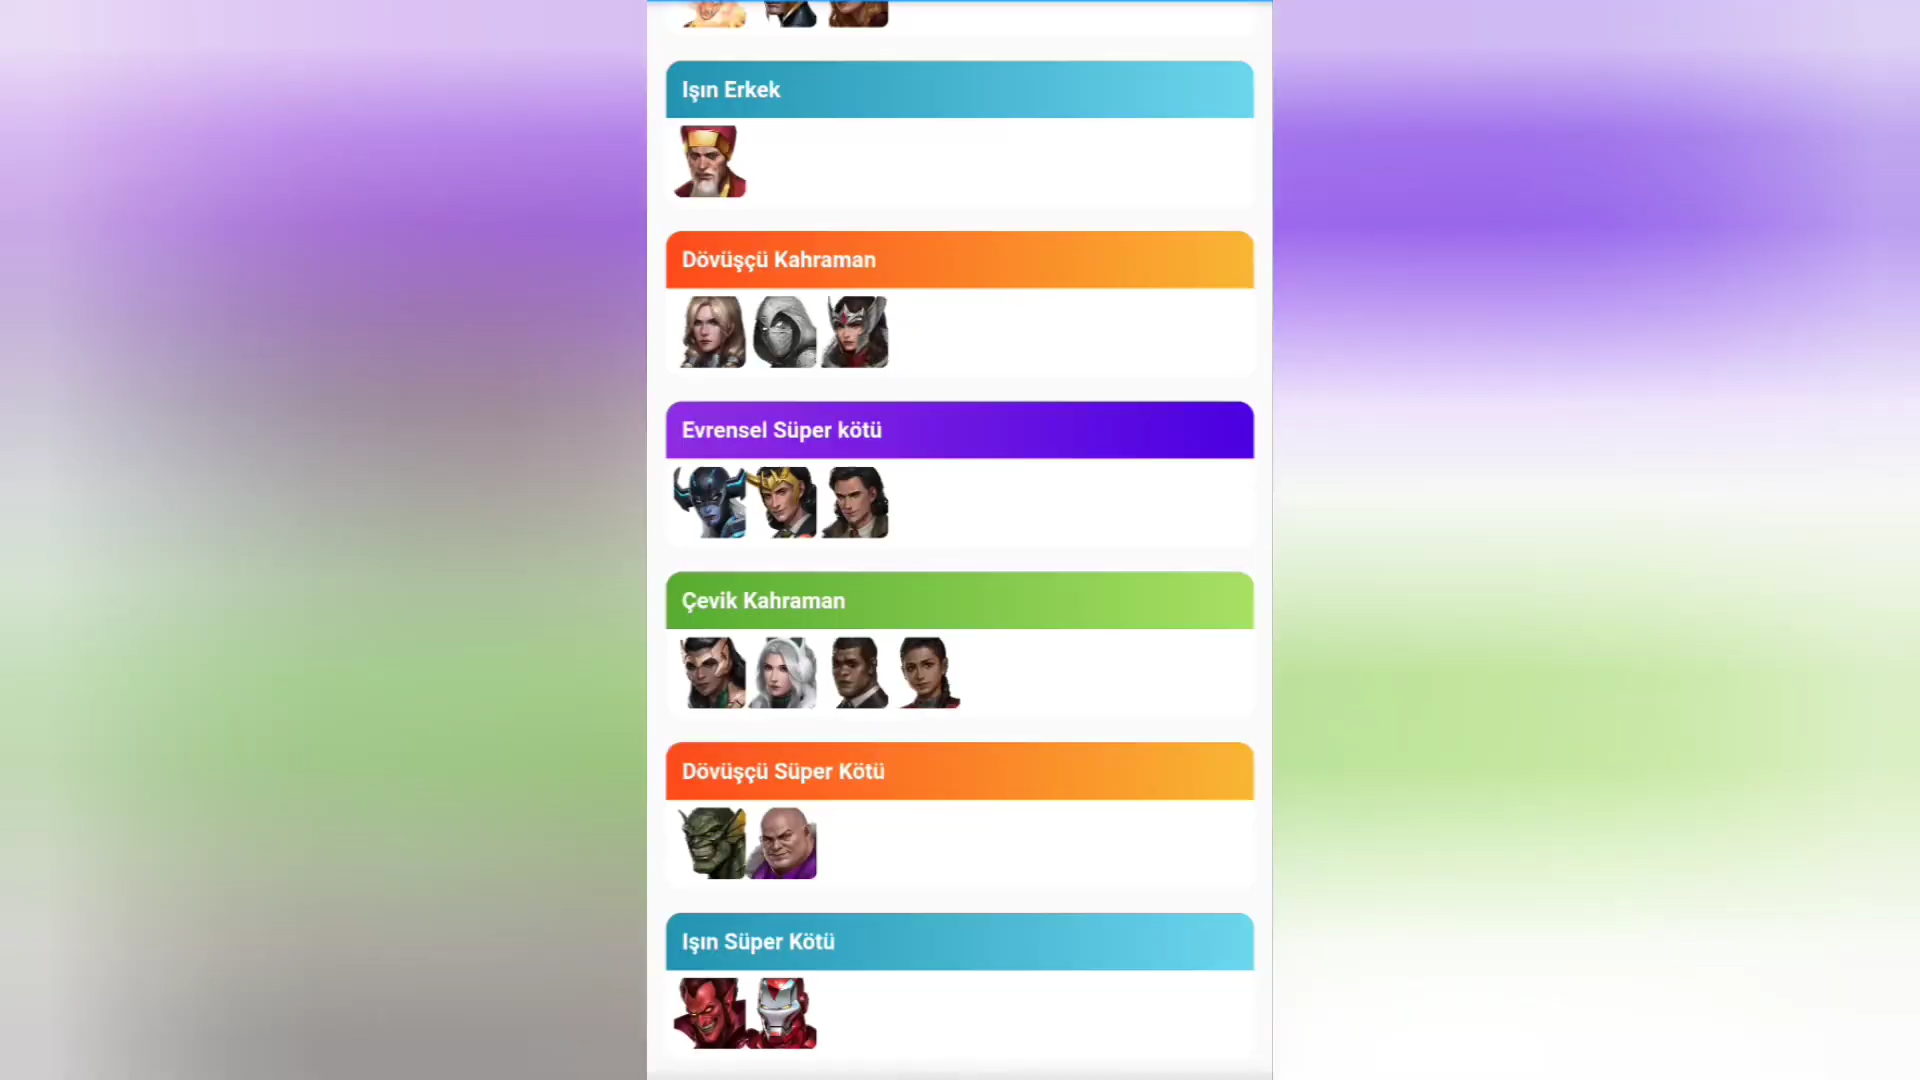 Işın Erkek
Dövüşçü Kahraman
Evrensel Süper kötü
Çevik Kahraman
Dövüşçü Süper Kötü
Işın Süper Kötü